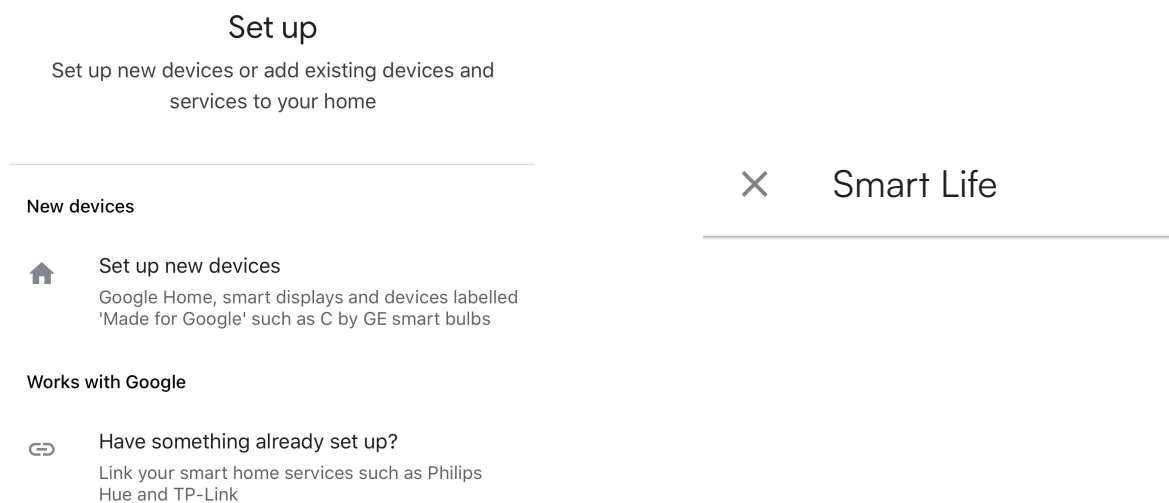 Set up
Set up new devices or add existing devices and
services to your home
New devices
Set up new devices
Google Home, smart displays and devices labelled
'Made for Google' such as C by GE smart bulbs
Works with Google
Have something already set up?
Link your smart home services such as Philips
Hue and TP-Link
Smart Life